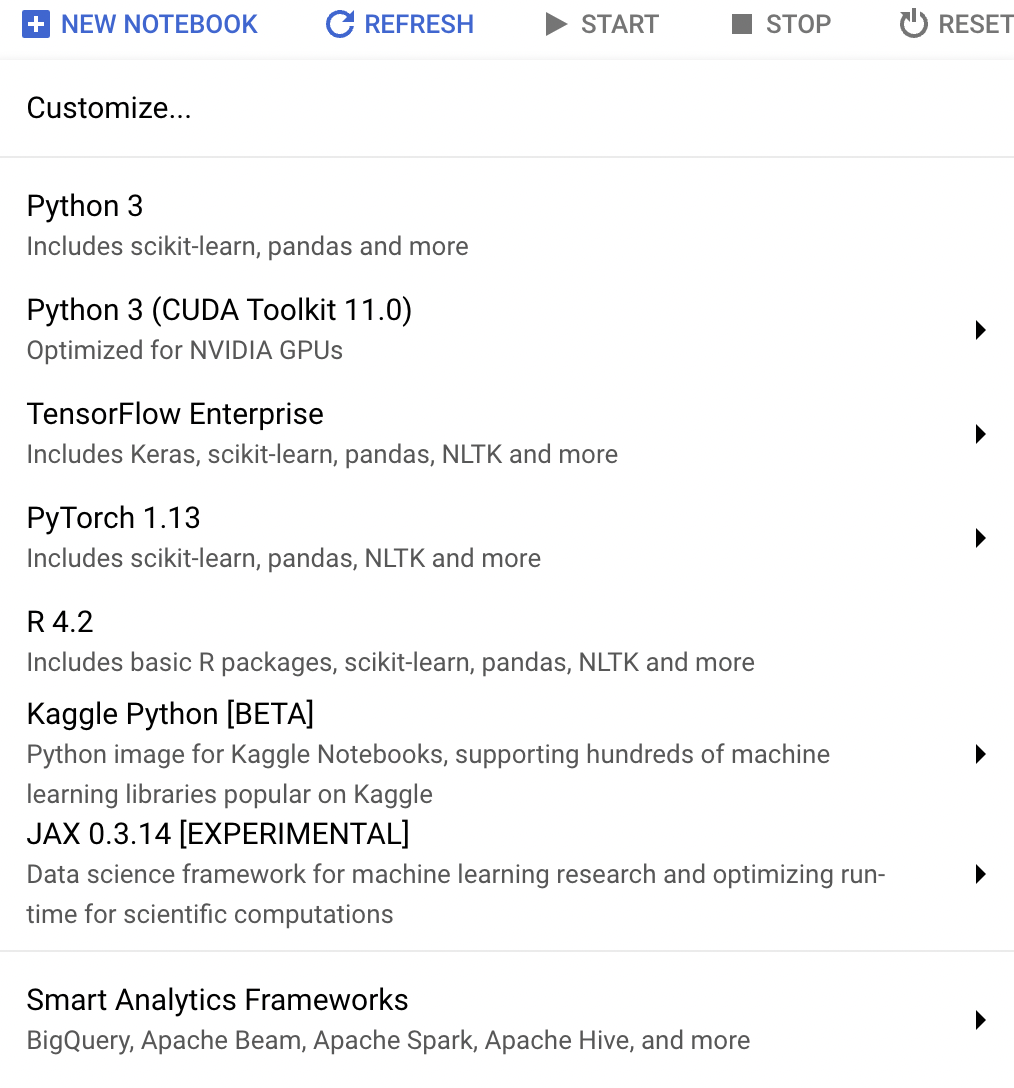 NEW NOTEBOOK REFRESH START STOP RESET
Customize...
Python 3
Includes scikit-learn, pandas and more
Python 3 (CUDA Toolkit 11.0)
Optimized for NVIDIA GPUs
TensorFlow Enterprise
Includes Keras, scikit-learn, pandas, NLTK and more
PyTorch 1.13
Includes scikit-learn, pandas, NLTK and more
R 4.2
Includes basic R packages, scikit-learn, pandas, NLTK and more
Kaggle Python [BETA]
Python image for Kaggle Notebooks, supporting hundreds of machine
learning libraries popular on Kaggle
JAX 0.3.14 [EXPERIMENTAL]
Data science framework for machine learning research and optimizing run-
time for scientific computations
Smart Analytics Frameworks
BigQuery, Apache Beam, Apache Spark, Apache Hive, and more